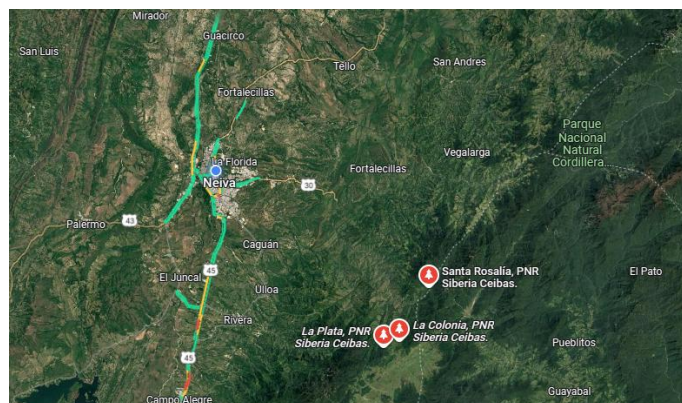 Mirador
Guacirco
San Luis
Tello
San Andres
Fortalecillas
Parque
Nacional
Natural
Cordillera...
La Florida
Vegalarga
Neiva
Fortalecillas
30
Palermo
43
Caguán
45
El Juncal
Ulloa
Santa Rosalía, PNR
Siberia Ceibas.
El Pato
Rivera
La Plata, PNR
Siberia Ceibas.
La Colonía, PNR
Siberia Ceibas.
Pueblitos
45
Guayabal
Campo Alegre